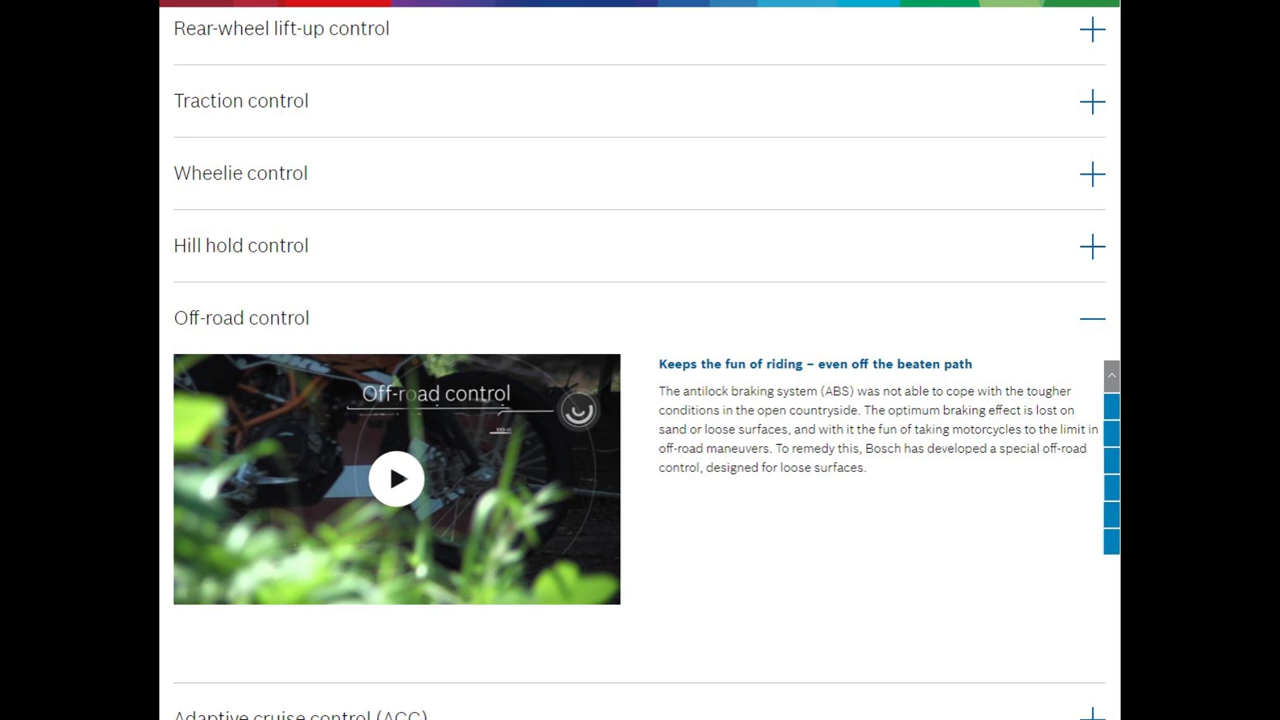 Rear-wheel lift-up control
Traction control
Wheelie control
Hill hold control
Off-road control
Off-road control
Keeps the fun of riding – even off the beaten path
The antilock braking system (ABS) was not able to cope with the tougher
conditions in the open countryside. The optimum braking effect is lost on
sand or loose surfaces, and with it the fun of taking motorcycles to the limit in
off-road maneuvers. To remedy this, Bosch has developed a special off-road
control, designed for loose surfaces.
Adaptive cruise control (ACC)